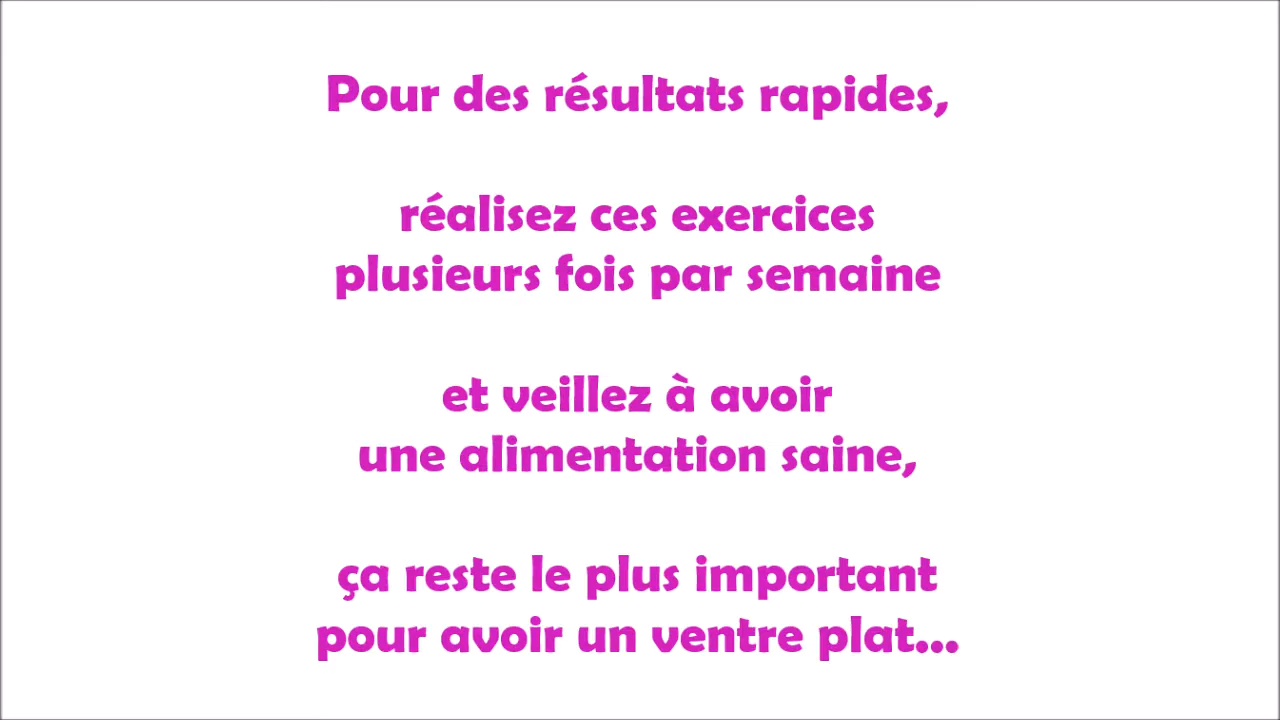 Pour des résultats rapides,
réalisez ces exercices
plusieurs fois par semaine
et veillez à avoir
une alimentation saine,
ça reste le plus important
pour avoir un ventre plat...